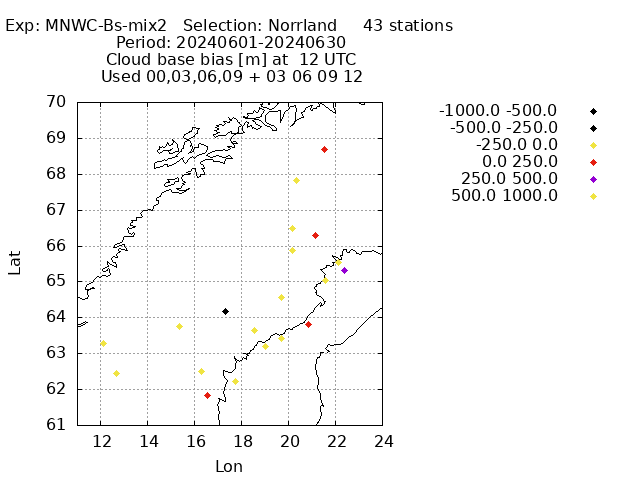 Exp: MNWC-Bs-mix2 Selection: Norrland 43 stations
Period: 20240601-20240630
Cloud base bias [m] at 12 UTC
Used 00,03,06,09 + 03 06 09 12
-1000.0 -500.0
-500.0 -250.0
-250.0 0.0
0.0 250.0
250.0 500.0
500.0 1000.0
70
69
68
67
66
65
64
63
62
61
Lat
12 14 16 18 20 22 24
Lon